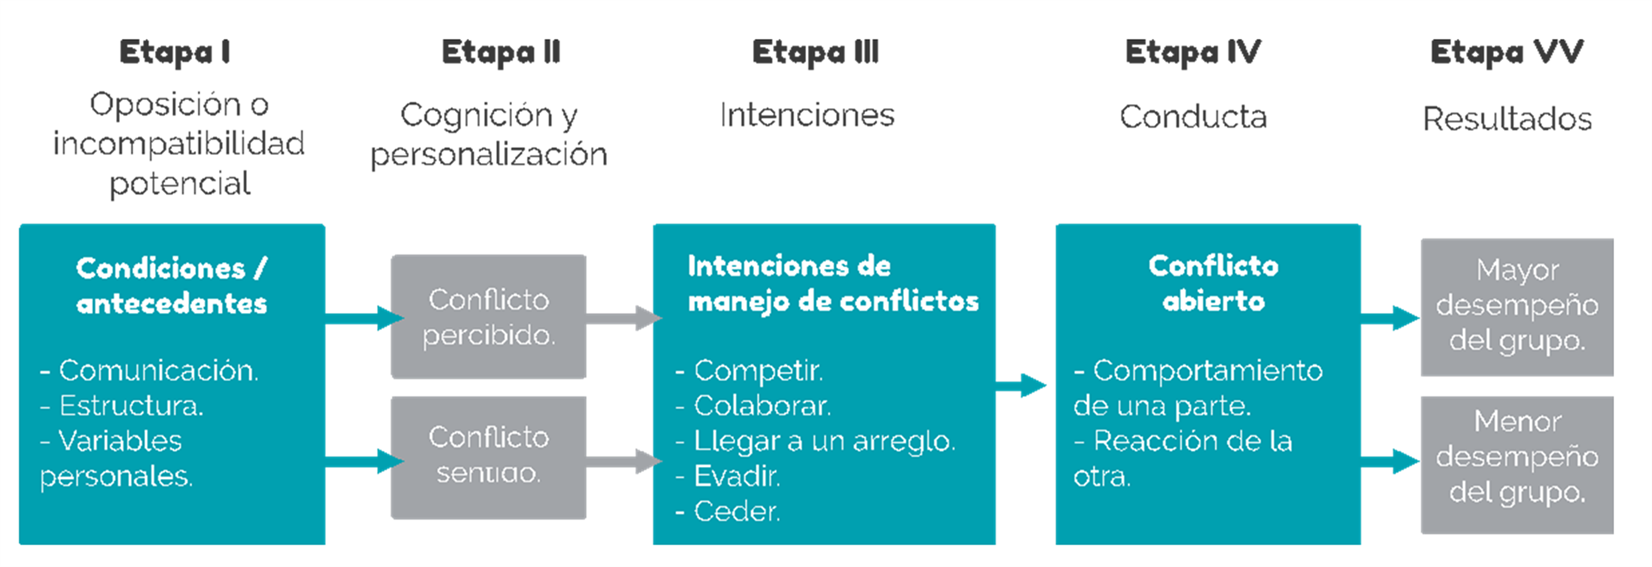 Etapa I
Oposición o
incompatibilidad
potencial
Condiciones /
antecedentes
- Comunicación.
- Estructura.
- Variables
personales.
Etapa II
Cognición y
personalización
Conflicto
percibido.
Conflicto
sentido.
Etapa III
Intenciones
Intenciones de
manejo de conflictos
- Competir.
- Colaborar.
- Llegar a un arreglo.
- Evadir.
- Ceder.
Etapa IV
Conducta
Conflicto
abierto
- Comportamiento
de una parte.
- Reacción de la
otra.
Etapa VV
Resultados
Mayor
desempeño
del grupo.
Menor
desempeño
del grupo.